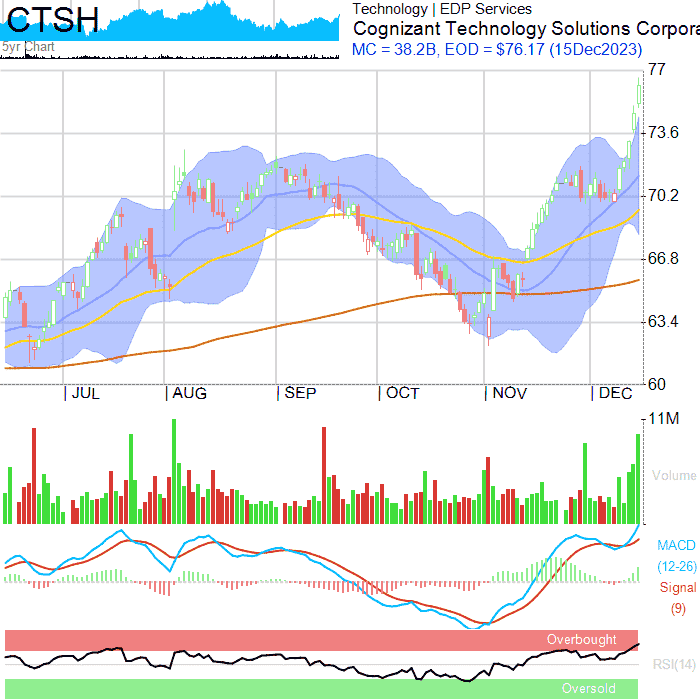 CTSH
5yr Chart
Technology | EDP Services
Cognizant Technology Solutions Corpora
MC = 38.2B, EOD = $76.17 (15Dec2023)
77
73.6
70.2
66.8
63.4
60
JUL
AUG
SEP
OCT
NOV
DEC
11M
Volume
MACD
(12-26)
Signal
(9)
Overbought
RSI(14)
Oversold